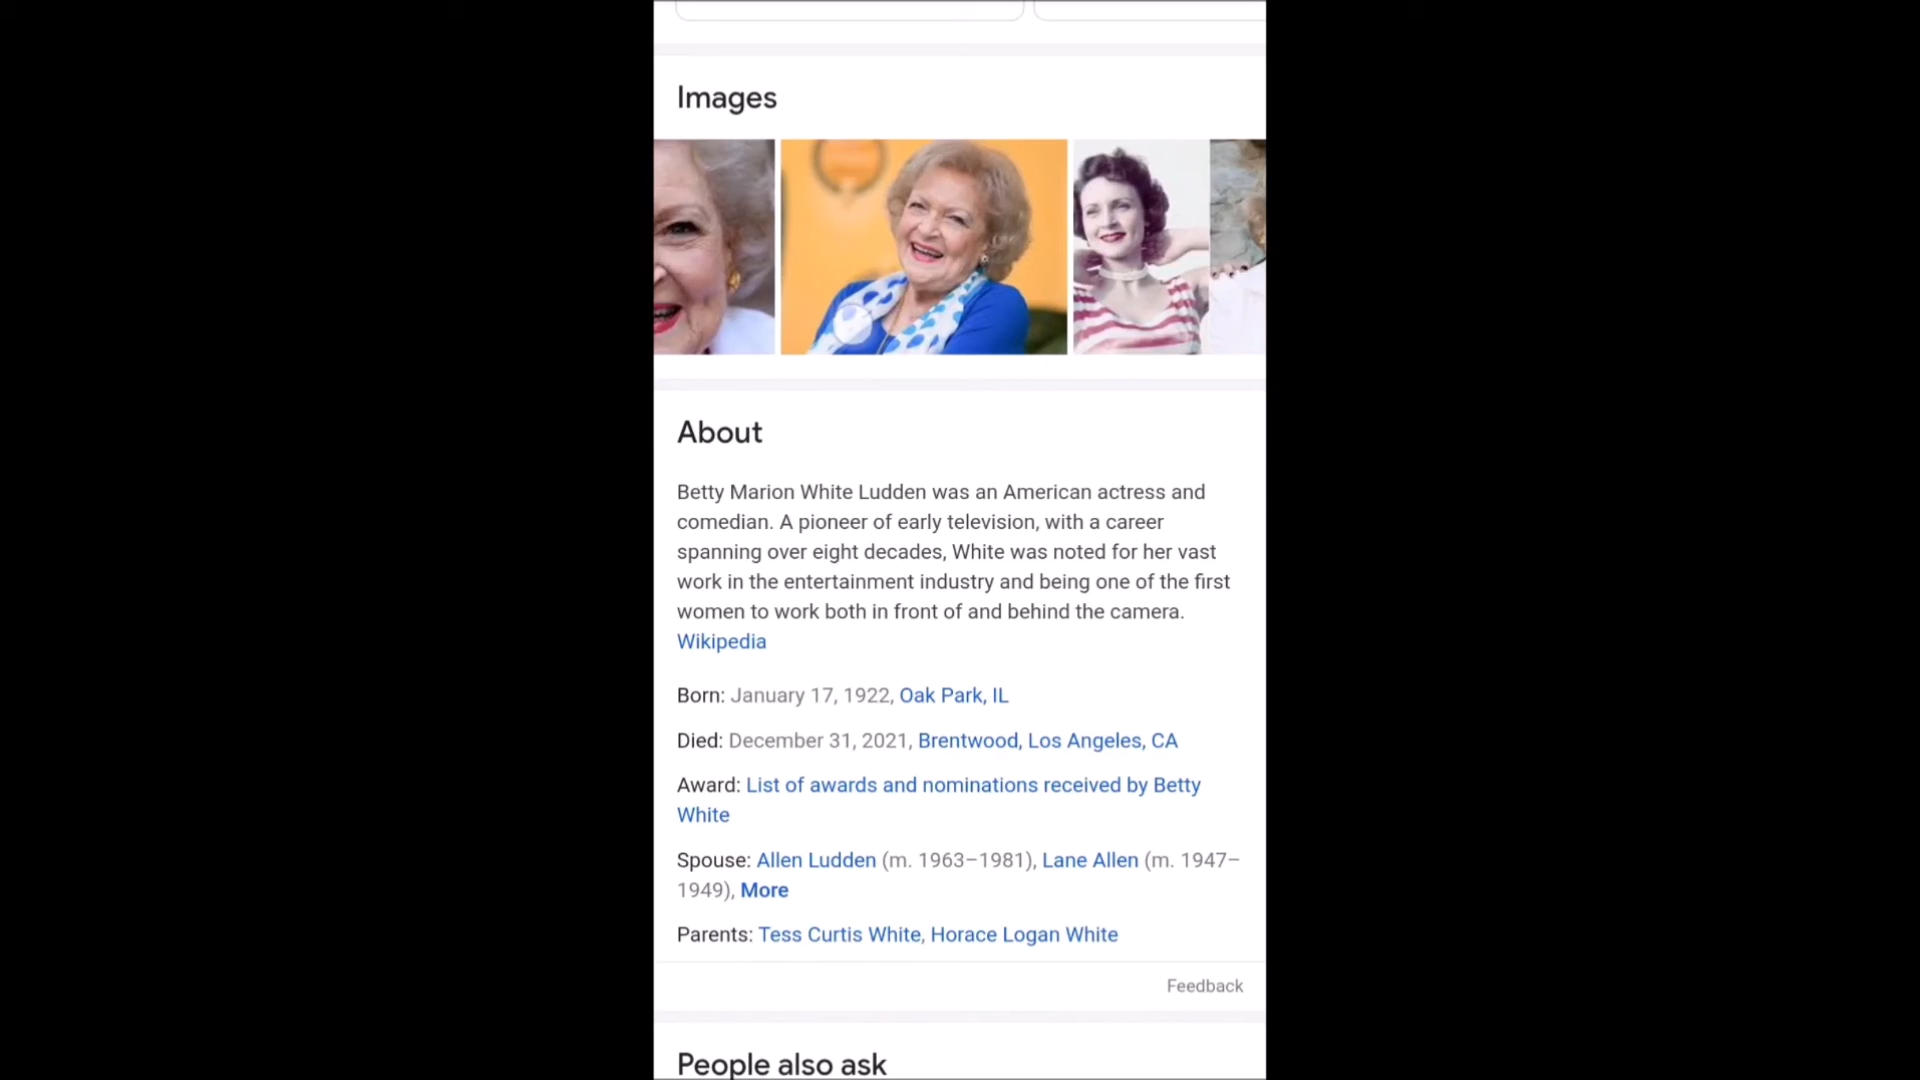 Images
About
Betty Marion White Ludden was an American actress and
comedian. A pioneer of early television, with a career
spanning over eight decades, White was noted for her vast
work in the entertainment industry and being one of the first
women to work both in front of and behind the camera.
Wikipedia
Born: January 17, 1922, Oak Park, IL
Died: December 31, 2021, Brentwood, Los Angeles, CA
Award: List of awards and nominations received by Betty
White
Spouse: Allen Ludden (m. 1963–1981), Lane Allen (m. 1947–
1949), More
Parents: Tess Curtis White, Horace Logan White
Feedback
People also ask